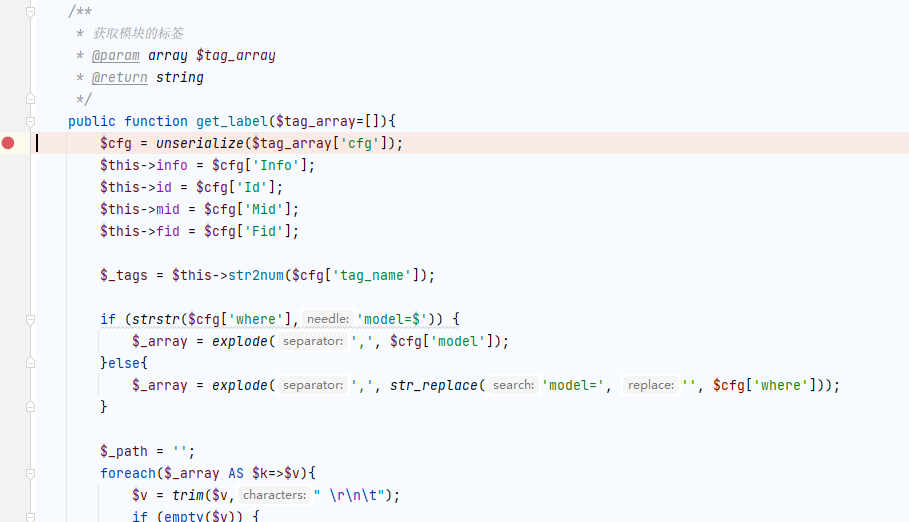 /**
* 获取模块的标签
* @param array $tag_array
* @return string
*/
public function get_label($tag_array=[]){
$cfg = unserialize($tag_array['cfg']);
$this->info = $cfg['Info'];
$this->id = $cfg['Id'];
$this->mid = $cfg['Mid'];
$this->fid = $cfg['Fid'];
$_tags = $this->str2num($cfg['tag_name']);
if (strstr($cfg['where'], needle: 'model=$')) {
$_array = explode( separator: ',', $cfg['model']);
}else{
$_array = explode( separator: ',', str_replace( search: 'model=', replace: '', $cfg['where']));
}
$_path = '';
foreach($_array AS $k=>$v){
$v = trim($v, characters: " \r\n\t");
if (empty($v)) {